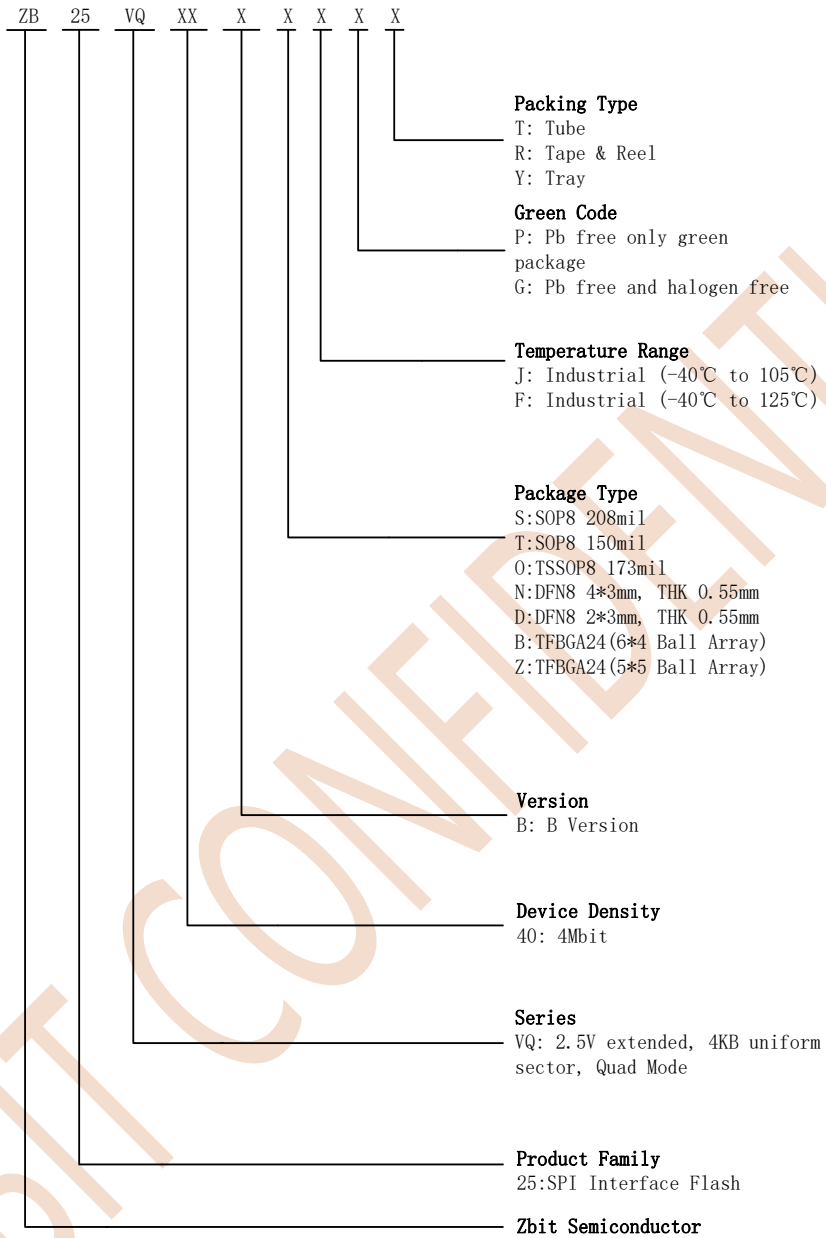 ZB 25 VQ XX X X X X X
Packing Type
T: Tube
R: Tape & Reel
Y: Tray
Green Code
P: Pb free only green
package
G: Pb free and halogen free
Temperature Range
J: Industrial (-40℃ to 105℃)
F: Industrial (-40℃ to 125℃)
Package Type
S:SOP8 208mil
T:SOP8 150mil
O:TSSOP8 173mil
N:DFN8 4*3mm, THK 0.55mm
D:DFN8 2*3mm, THK 0.55mm
B:TFBGA24(6*4 Ball Array)
Z:TFBGA24(5*5 Ball Array)
Version
B: B Version
Device Density
40: 4Mbit
Series
VQ: 2.5V extended, 4KB uniform
sector, Quad Mode
Product Family
25:SPI Interface Flash
Zbit Semiconductor
BIT CONFIDENTI